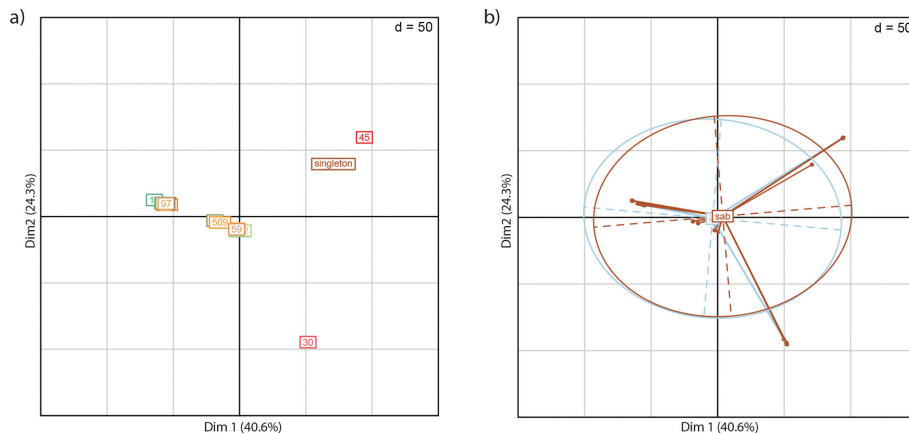 a)
d = 50
45
singleton
97
509
59
30
Dim2 (24.3%)
Dim 1 (40.6%)
b)
d = 50
sab
Dim2 (24.3%)
Dim 1 (40.6%)